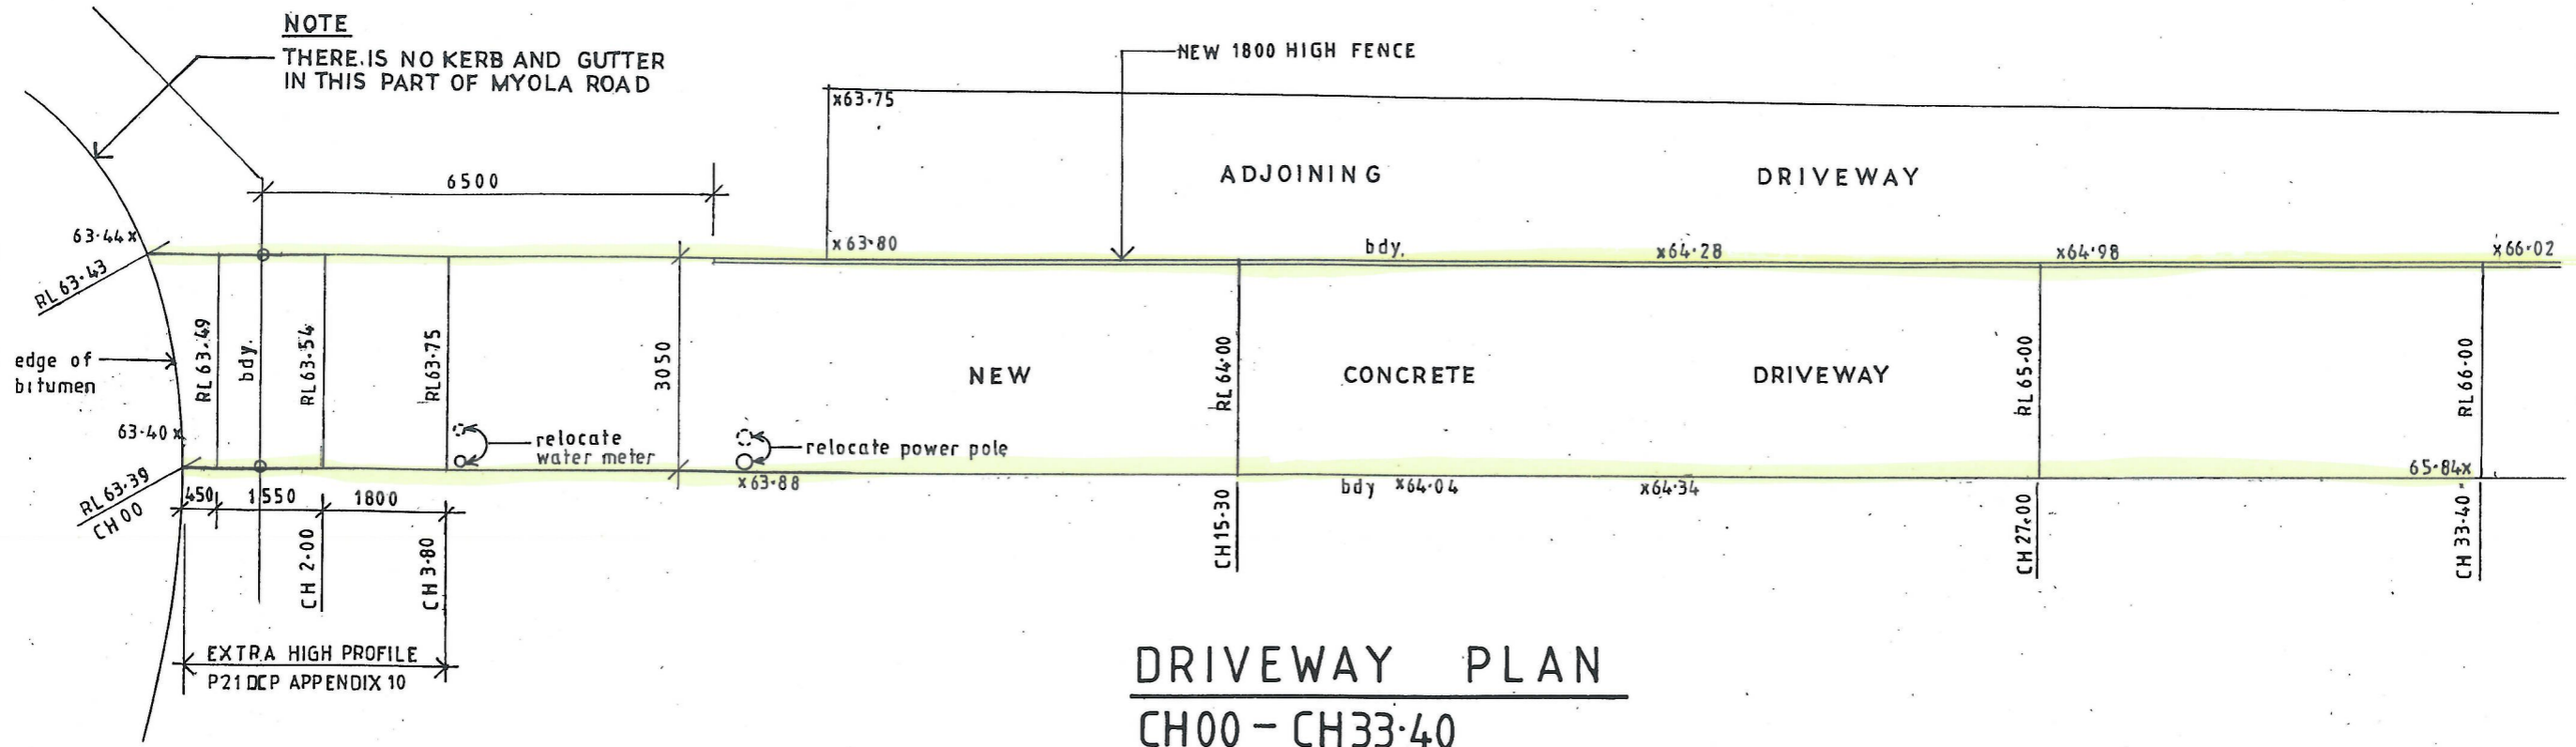 NOTE
THERE.IS NO KERB AND GUTTER
IN THIS PART OF MYOLA ROAD
NEW 1800 HIGH FENCE
x63·75
6500
ADJOINING DRIVEWAY
63·44x
x63·80
bdy.
x64·28
x64·98
x66·02
RL 63·43
RL 63·49
bdy.
RL63·54
RL63·75
3050
edge of
bitumen
NEW CONCRETE DRIVEWAY
RL 64·00
RL 65·00
RL 66·00
63·40x
relocate
water meter
relocate power pole
65·84x
RL 63·39
CH 00
450
1550
1800
x63·88
bdy
x64·04
x64·34
CH 2·00
CH 3·80
CH15·30
CH 27·00
CH 33·40
EXTRA HIGH PROFILE
P21 DCP APPENDIX 10
DRIVEWAY PLAN
CH00 – CH33·40